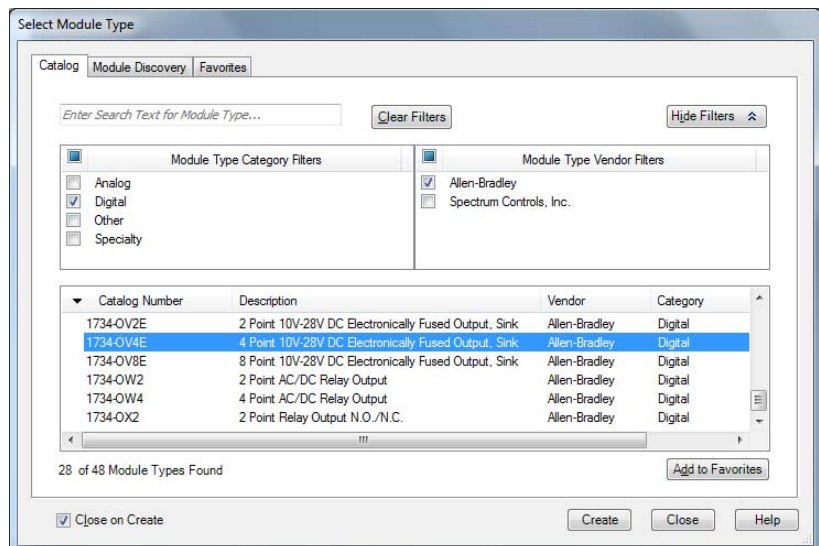 Select Module Type
Catalog Module Discovery Favorites
Enter Search Text for Module Type...
Clear Filters
Hide Filters
Module Type Category Filters
Module Type Vendor Filters
Analog
Allen-Bradley
Digital
Spectrum Controls, Inc.
Other
Specialty
Catalog Number Description Vendor Category
1734-OV2E 2 Point 10V-28V DC Electronically Fused Output, Sink Allen-Bradley Digital
1734-OV4E 4 Point 10V-28V DC Electronically Fused Output, Sink Allen-Bradley Digital
1734-OV8E 8 Point 10V-28V DC Electronically Fused Output, Sink Allen-Bradley Digital
1734-OW2 2 Point AC/DC Relay Output Allen-Bradley Digital
1734-OW4 4 Point AC/DC Relay Output Allen-Bradley Digital
1734-OX2 2 Point Relay Output N.O./N.C. Allen-Bradley Digital
28 of 48 Module Types Found
Add to Favorites
Close on Create
Create Close Help